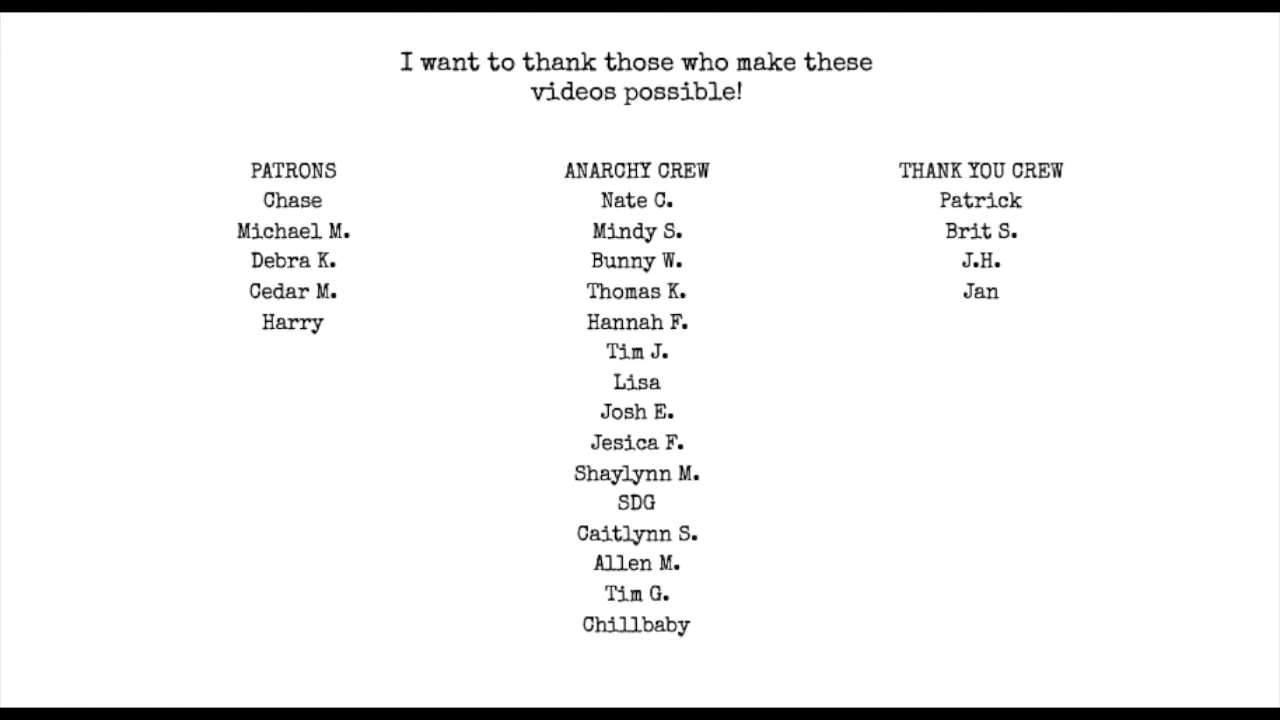 I want to thank those who make these
videos possible!
PATRONS
Chase
Michael M.
Debra K.
Cedar M.
Harry
ANARCHY CREW
Nate C.
Mindy S.
Bunny W.
Thomas K.
Hannah F.
Tim J.
Lisa
Josh E.
Jesica F.
Shaylynn M.
SDG
Caitlynn S.
Allen M.
Tim G.
Chillbaby
THANK YOU CREW
Patrick
Brit S.
J.H.
Jan